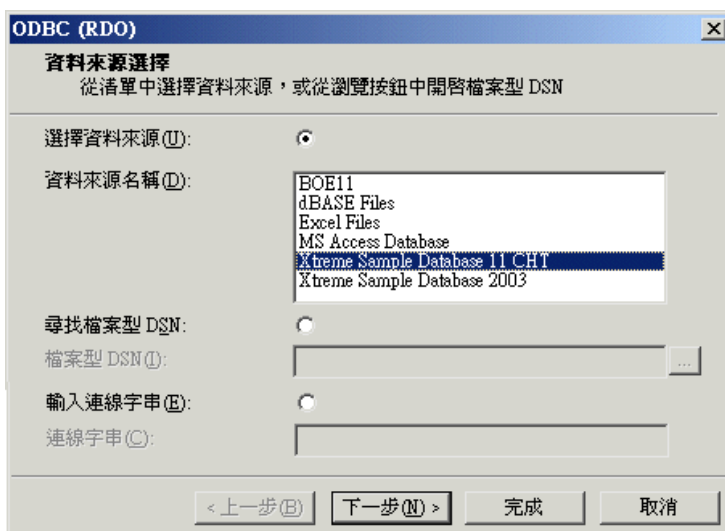 ODBC (RDO)
資料來源選擇
從清單中選擇資料來源，或從瀏覽按鈕中開啓檔案型 DSN
選擇資料來源(U):
資料來源名稱(D):
BOE11
dBASE Files
Excel Files
MS Access Database
Xtreme Sample Database 11 CHT
Xtreme Sample Database 2003
尋找檔案型 DSN:
檔案型 DSN(I):
...
輸入連線字串(E):
連線字串(C):
< 上一步(B)
下一步(N) >
完成
取消